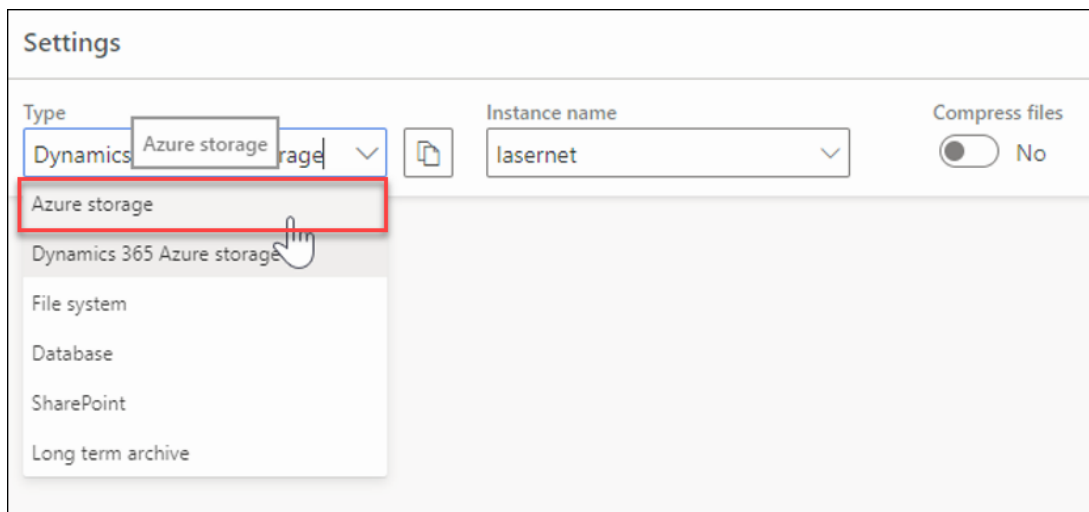 Settings
Type
Instance name
Compress files
Dynamics
Azure storage
rage
lasernet
No
Azure storage
Dynamics 365 Azure storage
File system
Database
SharePoint
Long term archive